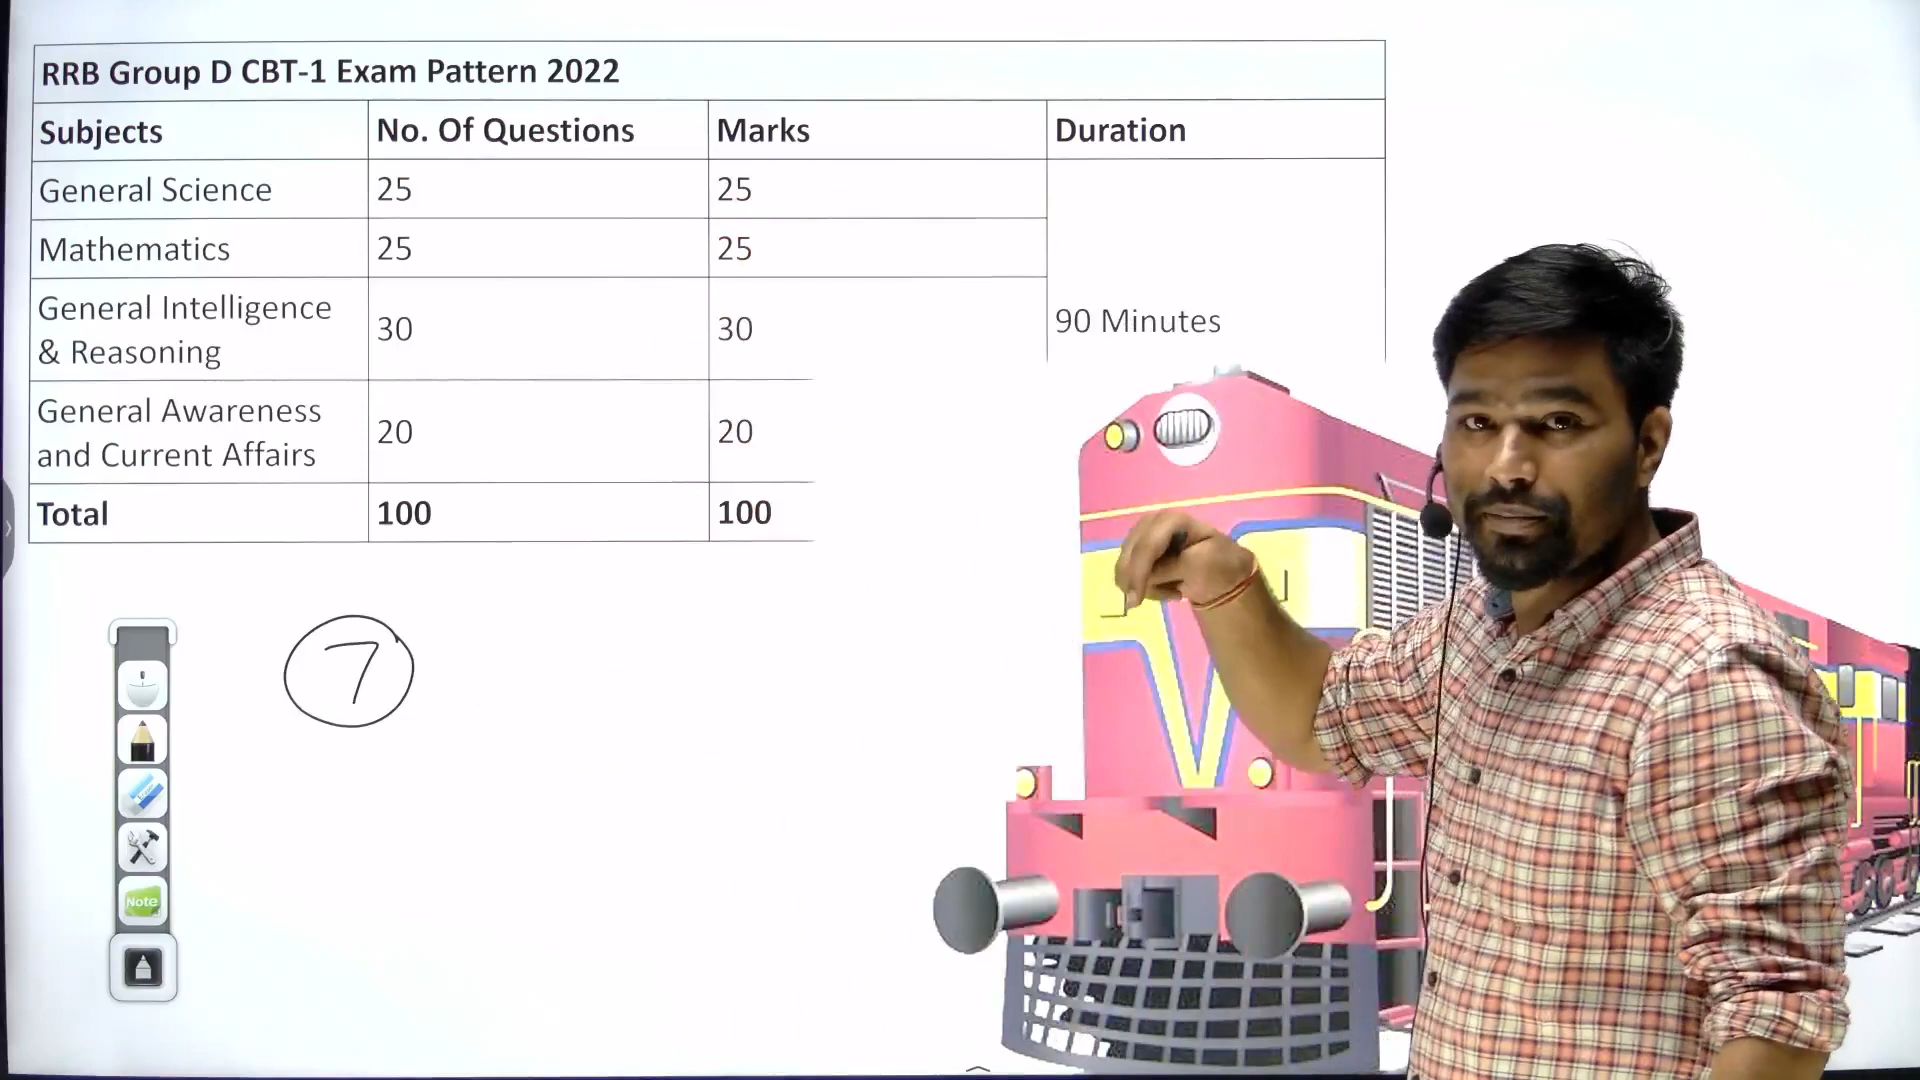 RRB Group D CBT-1 Exam Pattern 2022
Subjects No. Of Questions Marks Duration
General Science 25 25
Mathematics 25 25
General Intelligence
& Reasoning 30 30 90 Minutes
General Awareness
and Current Affairs 20 20
Total 100 100
7
Note